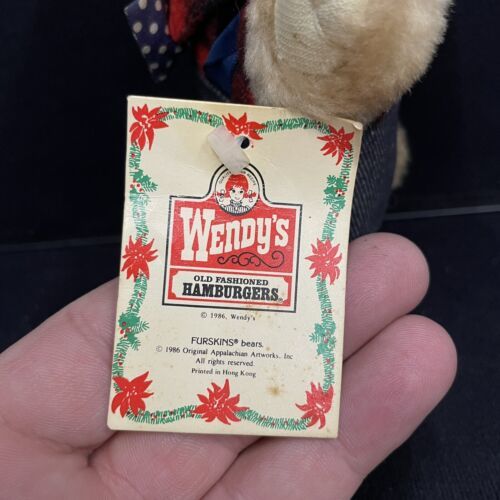 WENDY'S
OLD FASHIONED
HAMBURGERS
© 1986, Wendy's
FURSKINS® bears.
© 1986 Original Appalachian Artworks, Inc
All rights reserved.
Printed in Hong Kong